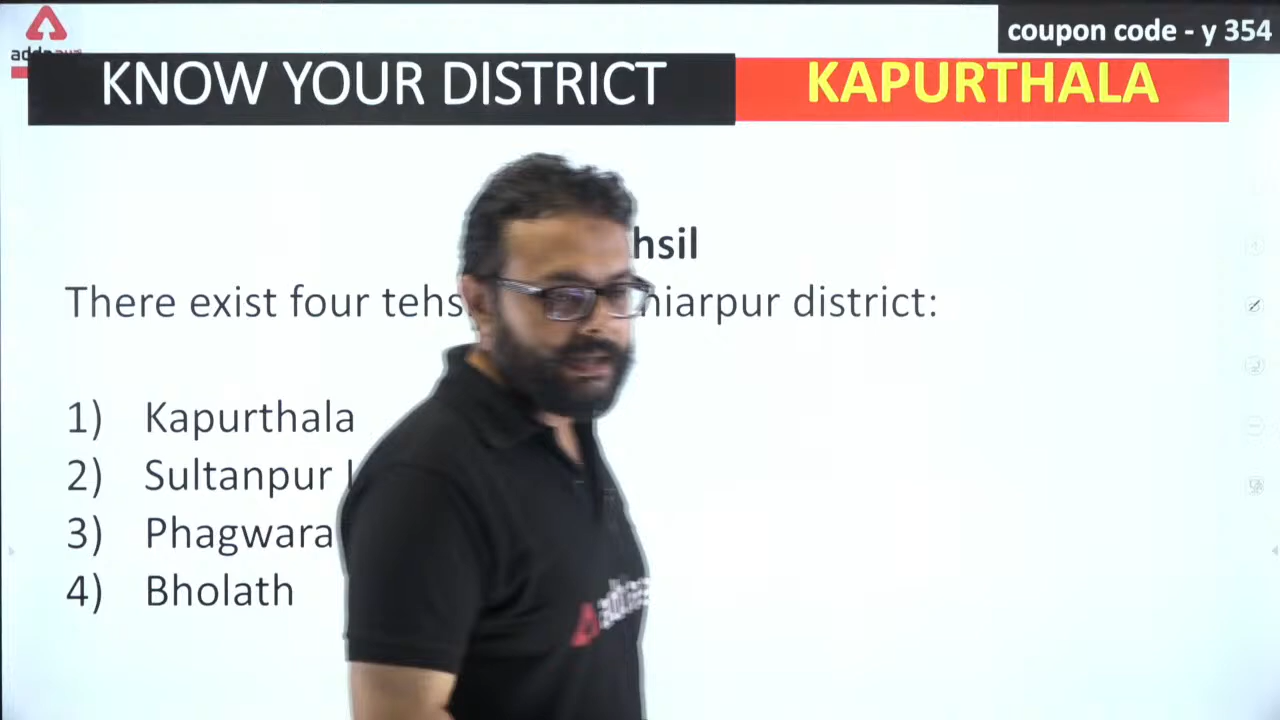 coupon code - y 354
KNOW YOUR DISTRICT
KAPURTHALA
hsil
There exist four tehs hiarpur district:
1) Kapurthala
2) Sultanpur
3) Phagwara
4) Bholath